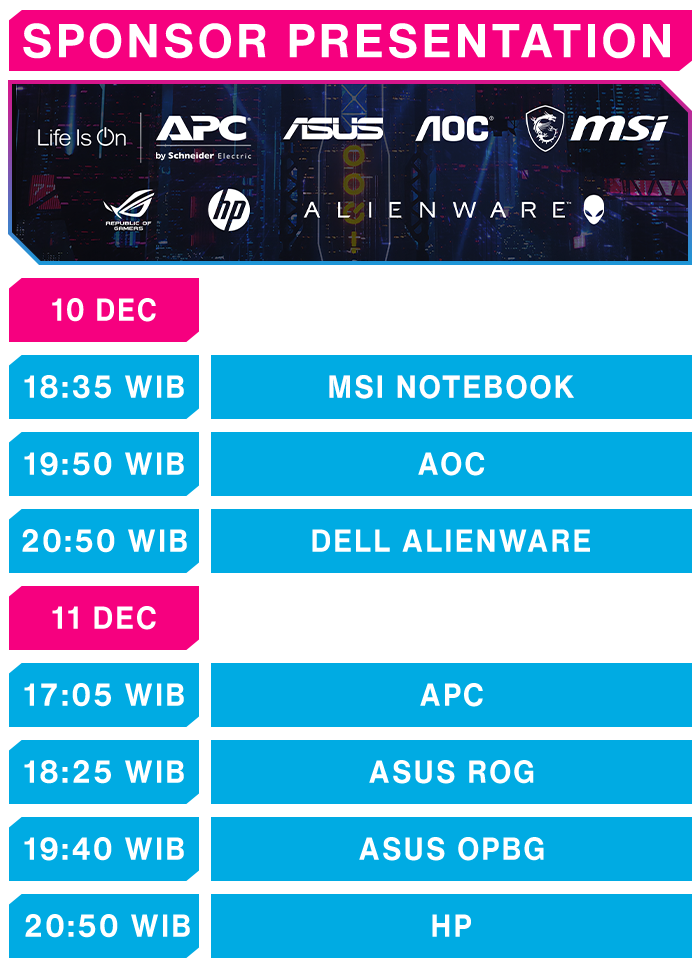 SPONSOR PRESENTATION
Life Is On
APC
by Schneider Electric
ASUS
AOC
msi
REPUBLIC OF
GAMERS
hp
ALIENWARE
10 DEC
18:35 WIB MSI NOTEBOOK
19:50 WIB AOC
20:50 WIB DELL ALIENWARE
11 DEC
17:05 WIB APC
18:25 WIB ASUS ROG
19:40 WIB ASUS OPBG
20:50 WIB HP